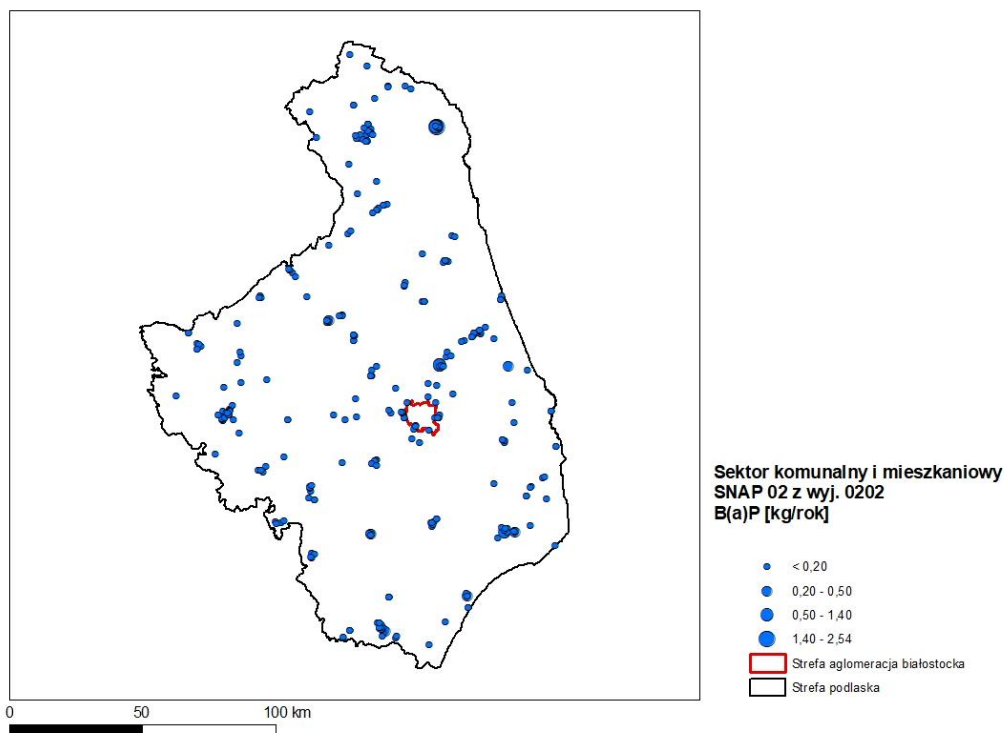 Sektor komunalny i mieszkaniowy
SNAP 02 z wyj. 0202
B(a)P [kg/rok]
< 0,20
0,20 - 0,50
0,50 - 1,40
1,40 - 2,54
Strefa aglomeracja białostocka
Strefa podlaska
0 50 100 km